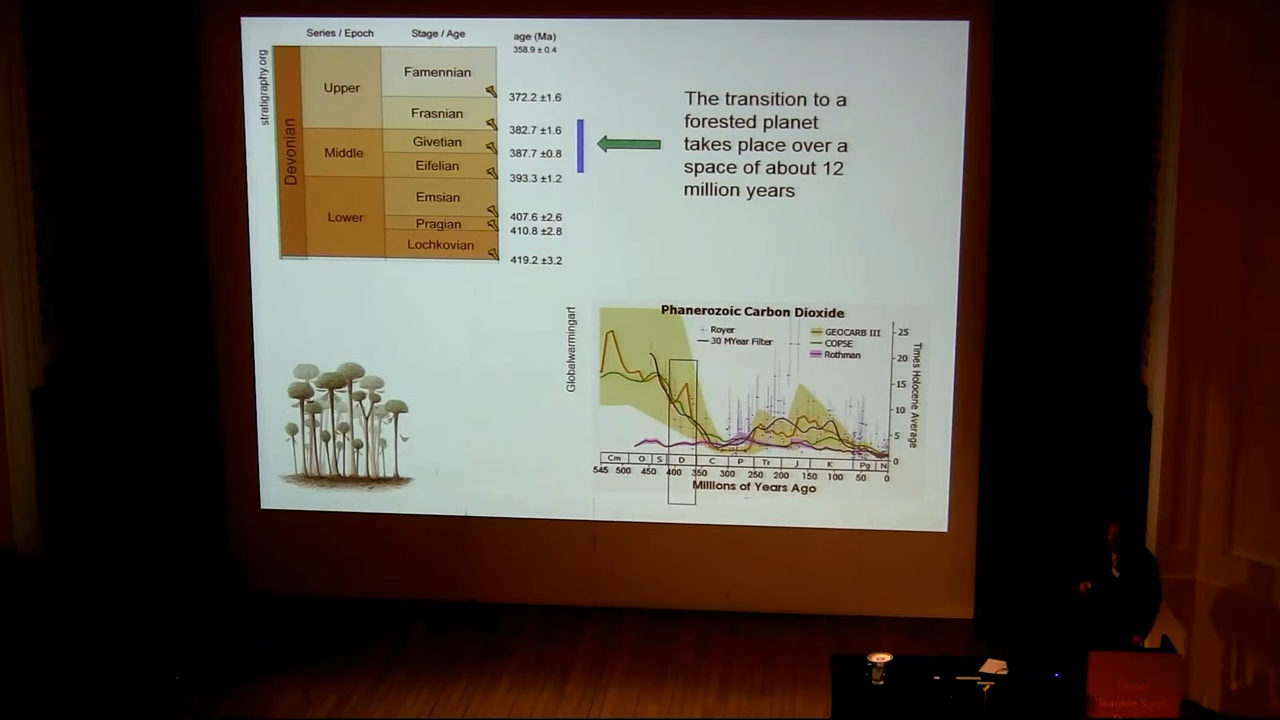 Series / Epoch
Stage / Age
age (Ma)
358.9 ± 0.4
stratigraphy.org
Devonian
Upper
Famennian
372.2 ±1.6
Frasnian
382.7 ±1.6
Middle
Givetian
387.7 ±0.8
Eifelian
393.3 ±1.2
Lower
Emsian
407.6 ±2.6
Pragian
410.8 ±2.8
Lochkovian
419.2 ±3.2
The transition to a
forested planet
takes place over a
space of about 12
million years
Globalwarmingart
Phanerozoic Carbon Dioxide
Royer
30 MYear Filter
GEOCARB III
COPSE
Rothman
25
20
15
10
5
0
Times Holocene Average
Cm O S D C P Tr J K Pg N
545 500 450 400 350 300 250 200 150 100 50 0
Millions of Years Ago